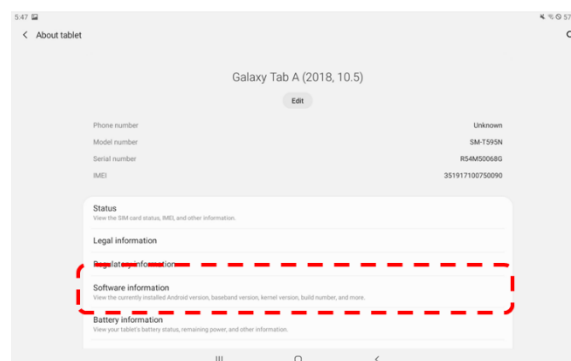 5:47
57
< About tablet
Galaxy Tab A (2018, 10.5)
Edit
Phone number Unknown
Model number SM-T595N
Serial number R54M50068G
IMEI 351917100750090
Status
View the SIM card status, IMEI, and other information.
Legal information
Regulatory information
Software information
View the currently installed Android version, baseband version, kernel version, build number, and more.
Battery information
View your tablet's battery status, remaining power, and other information.